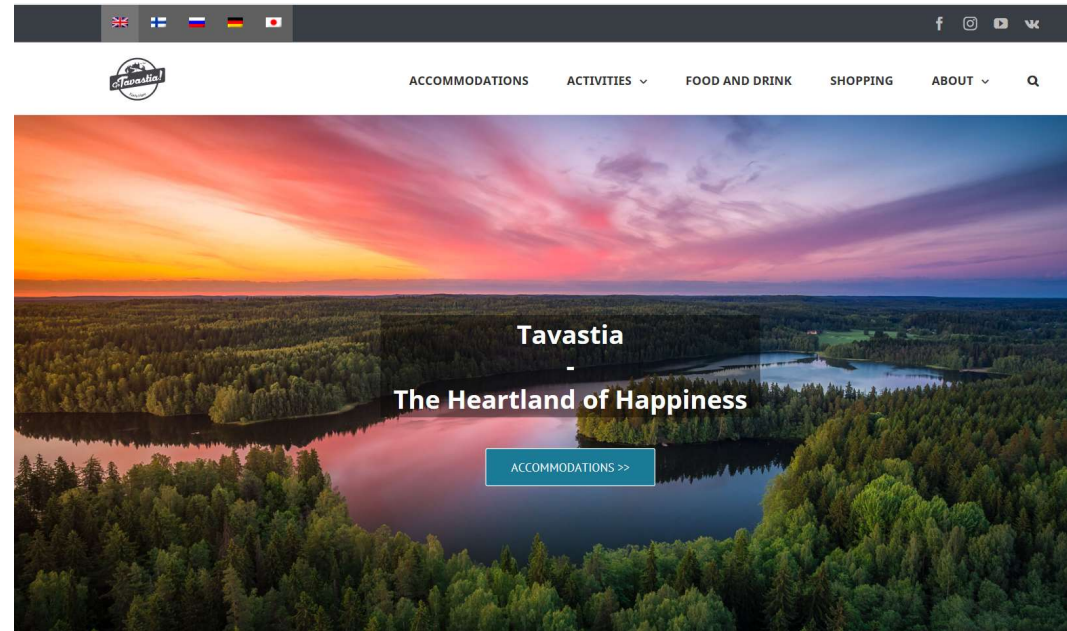 Tavastia!
ACCOMMODATIONS ACTIVITIES FOOD AND DRINK SHOPPING ABOUT
Tavastia
-
The Heartland of Happiness
ACCOMMODATIONS >>